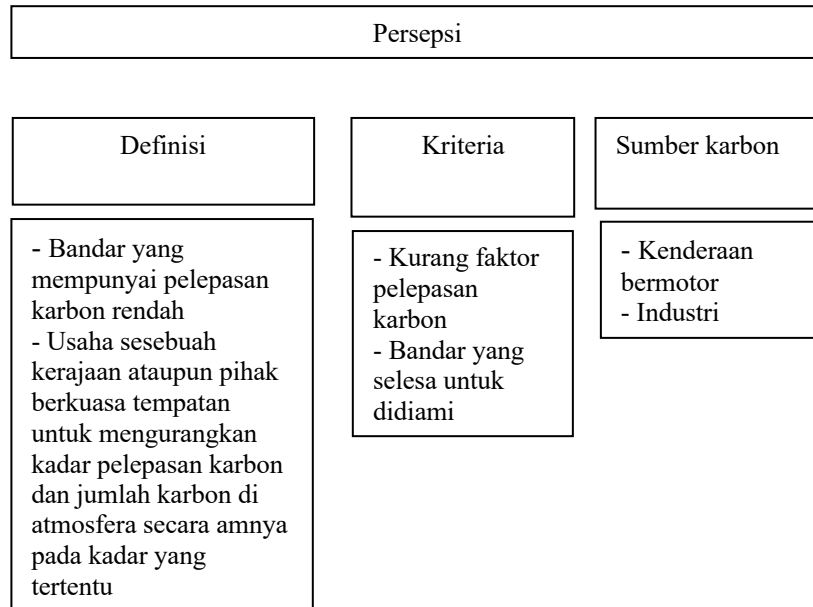 Persepsi
Definisi
Kriteria
Sumber karbon
- Bandar yang
mempunyai pelepasan
karbon rendah
- Usaha sesebuah
kerajaan ataupun pihak
berkuasa tempatan
untuk mengurangkan
kadar pelepasan karbon
dan jumlah karbon di
atmosfera secara amnya
pada kadar yang
tertentu
- Kurang faktor
pelepasan
karbon
- Bandar yang
selesa untuk
didiami
- Kenderaan
bermotor
- Industri